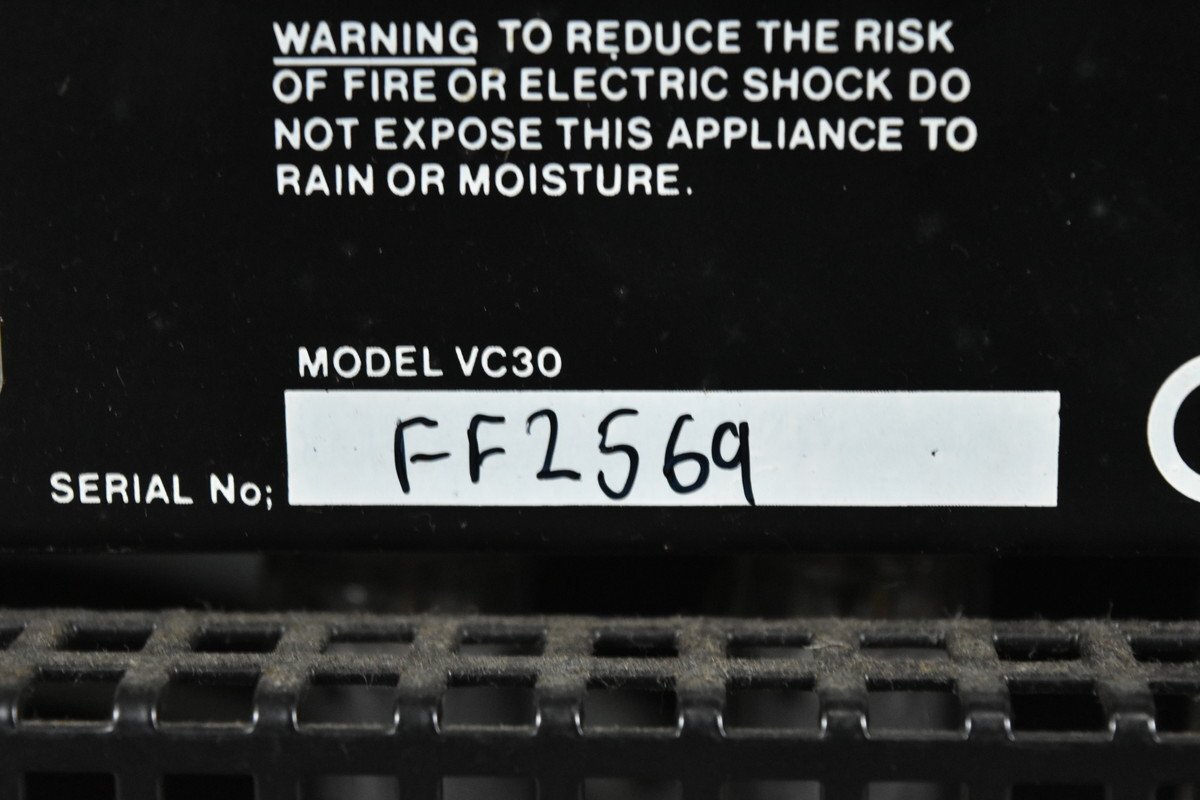 WARNING TO REDUCE THE RISK
OF FIRE OR ELECTRIC SHOCK DO
NOT EXPOSE THIS APPLIANCE TO
RAIN OR MOISTURE.
MODEL VC30
SERIAL No; FF2569